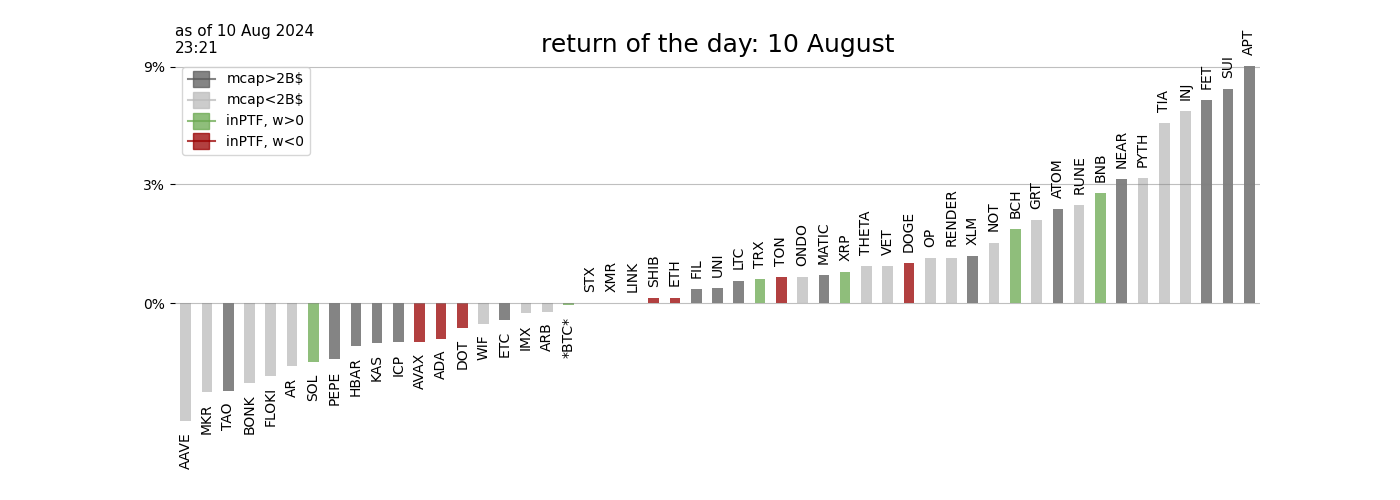 as of 10 Aug 2024
23:21
return of the day: 10 August
9%
3%
0%
mcap>2B$
mcap<2B$
inPTF, w>0
inPTF, w<0
AAVE
MKR
TAO
BONK
FLOKI
AR
SOL
PEPE
HBAR
KAS
ICP
AVAX
ADA
DOT
WIF
ETC
IMX
ARB
*BTC*
STX
XMR
LINK
SHIB
ETH
FIL
UNI
LTC
TRX
TON
ONDO
MATIC
XRP
THETA
VET
DOGE
OP
RENDER
XLM
NOT
BCH
GRT
ATOM
RUNE
BNB
NEAR
PYTH
TIA
INJ
FET
SUI
APT